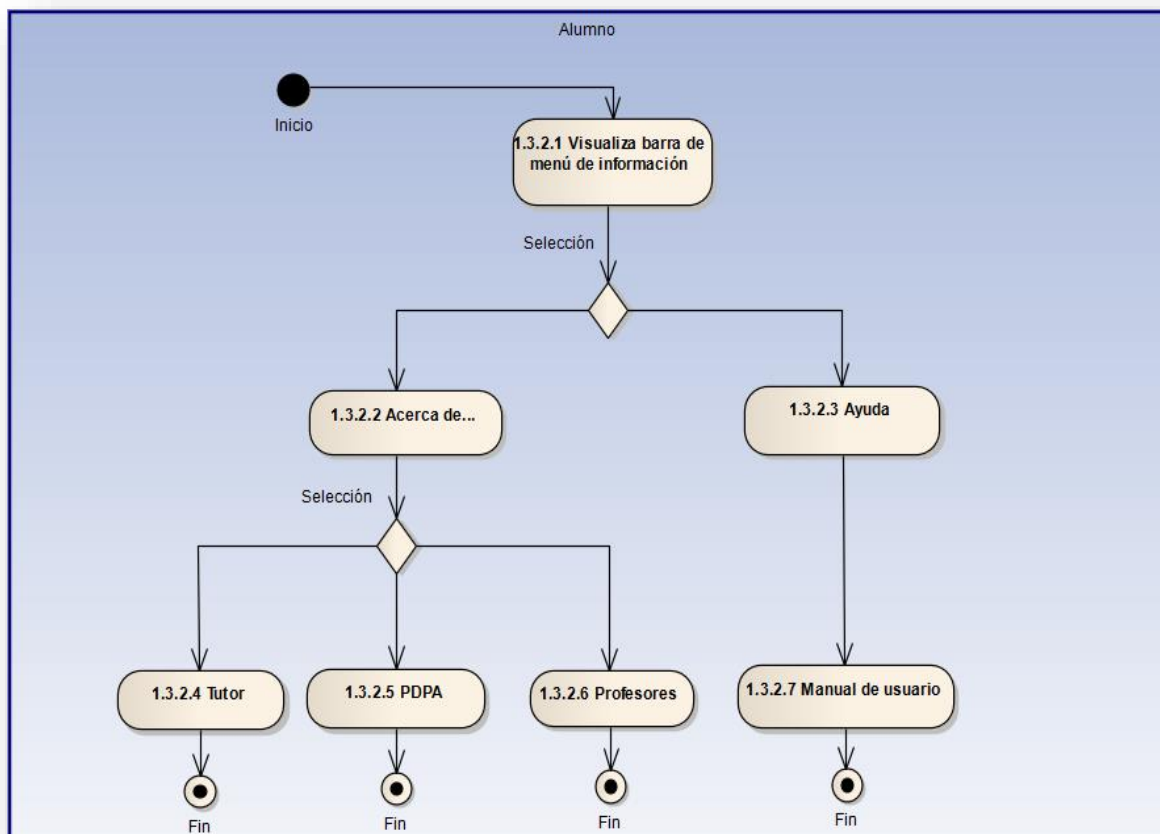 Alumno
Inicio
1.3.2.1 Visualiza barra de
menú de información
Selección
1.3.2.2 Acerca de...
1.3.2.3 Ayuda
Selección
1.3.2.4 Tutor
1.3.2.5 PDPA
1.3.2.6 Profesores
1.3.2.7 Manual de usuario
Fin
Fin
Fin
Fin